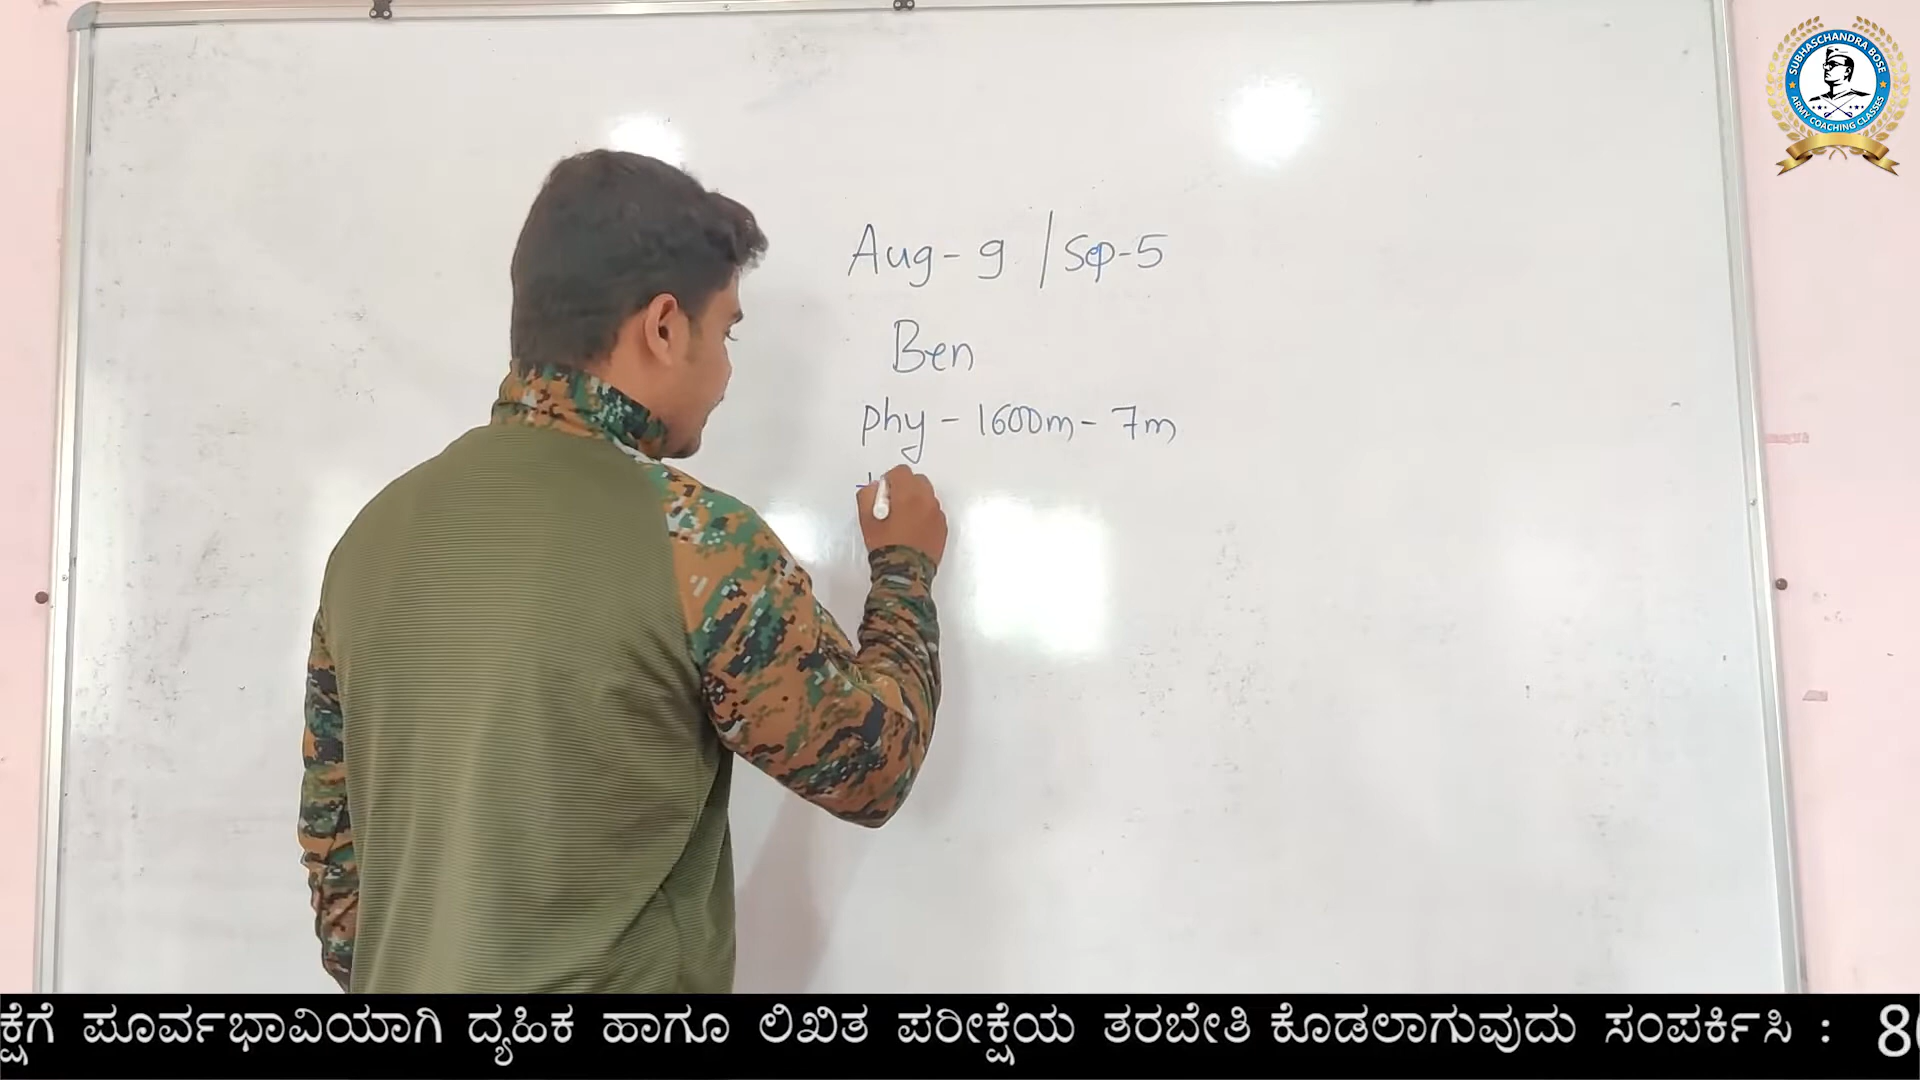 SUBHASCHANDRA BOSE
ARMY COACHING CLASSES
Aug - 9 / Sep - 5
Ben
phy - 1600m - 7m
ಕ್ಷೆಗೆ ಪೂರ್ವಭಾವಿಯಾಗಿ ದ್ಯಹಿಕ ಹಾಗೂ ಲಿಖಿತ ಪರೀಕ್ಷೆಯ ತರಬೇತಿ ಕೊಡಲಾಗುವುದು ಸಂಪರ್ಕಿಸಿ : 8